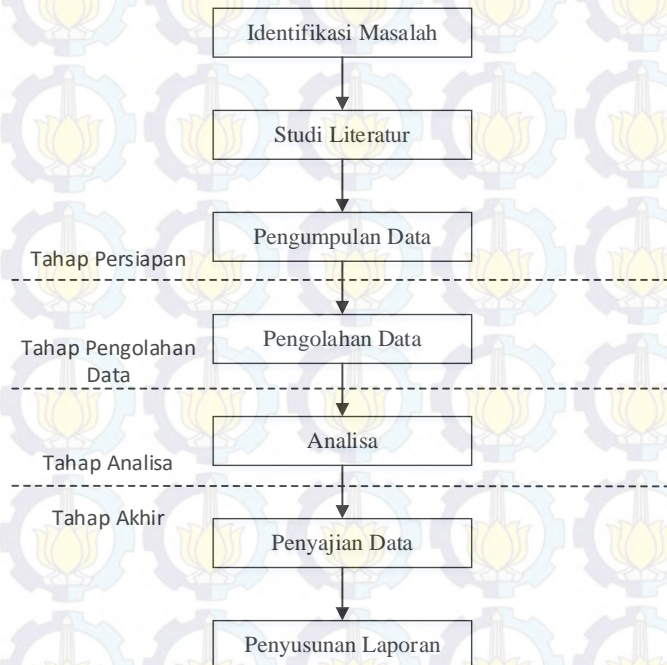 Identifikasi Masalah
Studi Literatur
Pengumpulan Data
Tahap Persiapan
Pengolahan Data
Tahap Pengolahan
Data
Analisa
Tahap Analisa
Tahap Akhir
Penyajian Data
Penyusunan Laporan